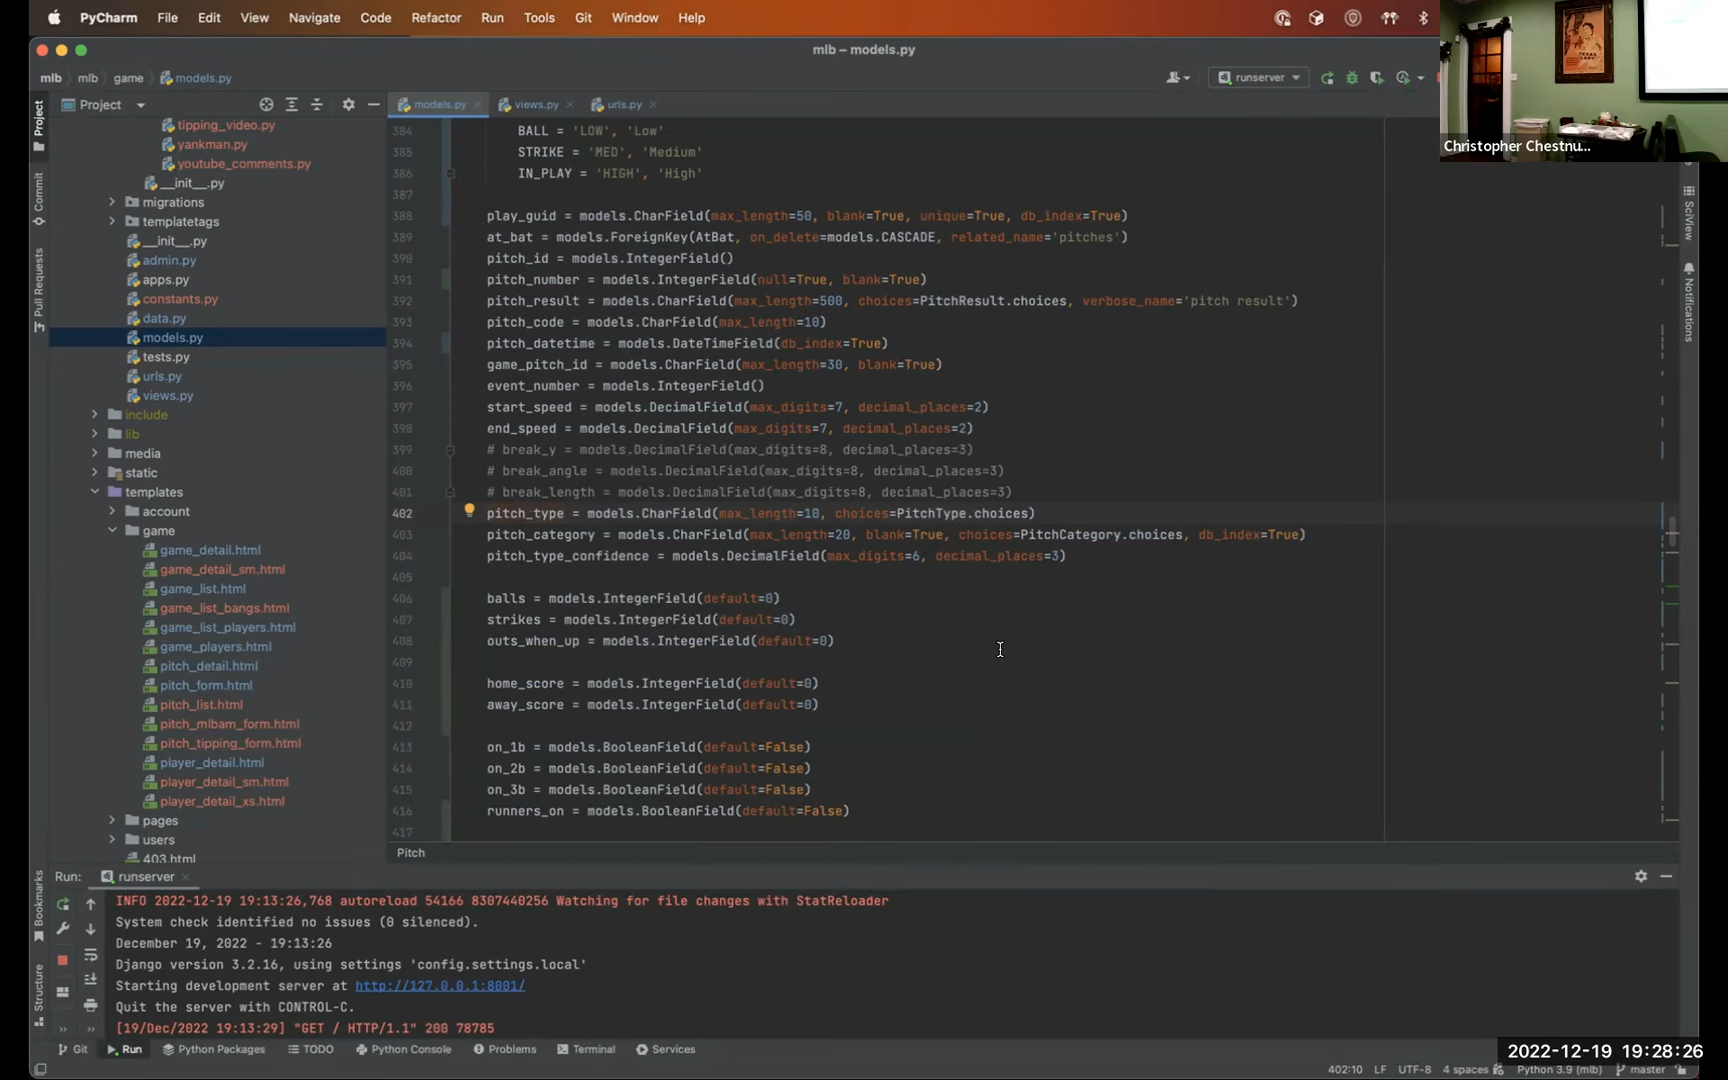 PyCharm File Edit View Navigate Code Refactor Run Tools Git Window Help
mlb – models.py
mlb mlb game models.py
runserver
Christopher Chestnu...
Project
models.py views.py urls.py
Project
Commit
Pull Requests
Bookmarks
Structure
tipping_video.py
yankman.py
youtube_comments.py
__init__.py
migrations
templatetags
__init__.py
admin.py
apps.py
constants.py
data.py
models.py
tests.py
urls.py
views.py
include
lib
media
static
templates
account
game
game_detail.html
game_detail_sm.html
game_list.html
game_list_bangs.html
game_list_players.html
game_players.html
pitch_detail.html
pitch_form.html
pitch_list.html
pitch_mlbam_form.html
pitch_tipping_form.html
player_detail.html
player_detail_sm.html
player_detail_xs.html
pages
users
403.html
384 BALL = 'LOW', 'Low'
385 STRIKE = 'MED', 'Medium'
386 IN_PLAY = 'HIGH', 'High'
387
388 play_guid = models.CharField(max_length=50, blank=True, unique=True, db_index=True)
389 at_bat = models.ForeignKey(AtBat, on_delete=models.CASCADE, related_name='pitches')
390 pitch_id = models.IntegerField()
391 pitch_number = models.IntegerField(null=True, blank=True)
392 pitch_result = models.CharField(max_length=500, choices=PitchResult.choices, verbose_name='pitch result')
393 pitch_code = models.CharField(max_length=10)
394 pitch_datetime = models.DateTimeField(db_index=True)
395 game_pitch_id = models.CharField(max_length=30, blank=True)
396 event_number = models.IntegerField()
397 start_speed = models.DecimalField(max_digits=7, decimal_places=2)
398 end_speed = models.DecimalField(max_digits=7, decimal_places=2)
399 # break_y = models.DecimalField(max_digits=8, decimal_places=3)
400 # break_angle = models.DecimalField(max_digits=8, decimal_places=3)
401 # break_length = models.DecimalField(max_digits=8, decimal_places=3)
402 pitch_type = models.CharField(max_length=10, choices=PitchType.choices)
403 pitch_category = models.CharField(max_length=20, blank=True, choices=PitchCategory.choices, db_index=True)
404 pitch_type_confidence = models.DecimalField(max_digits=6, decimal_places=3)
405
406 balls = models.IntegerField(default=0)
407 strikes = models.IntegerField(default=0)
408 outs_when_up = models.IntegerField(default=0)
409
410 home_score = models.IntegerField(default=0)
411 away_score = models.IntegerField(default=0)
412
413 on_1b = models.BooleanField(default=False)
414 on_2b = models.BooleanField(default=False)
415 on_3b = models.BooleanField(default=False)
416 runners_on = models.BooleanField(default=False)
417
SciView
Notifications
Pitch
Run: runserver
INFO 2022-12-19 19:13:26,768 autoreload 54166 8307440256 Watching for file changes with StatReloader
System check identified no issues (0 silenced).
December 19, 2022 - 19:13:26
Django version 3.2.16, using settings 'config.settings.local'
Starting development server at http://127.0.0.1:8001/
Quit the server with CONTROL-C.
[19/Dec/2022 19:13:29] "GET / HTTP/1.1" 200 78785
Git Run Python Packages TODO Python Console Problems Terminal Services
2022-12-19 19:28:26
402:10 LF UTF-8 4 spaces Python 3.9 (mlb) master